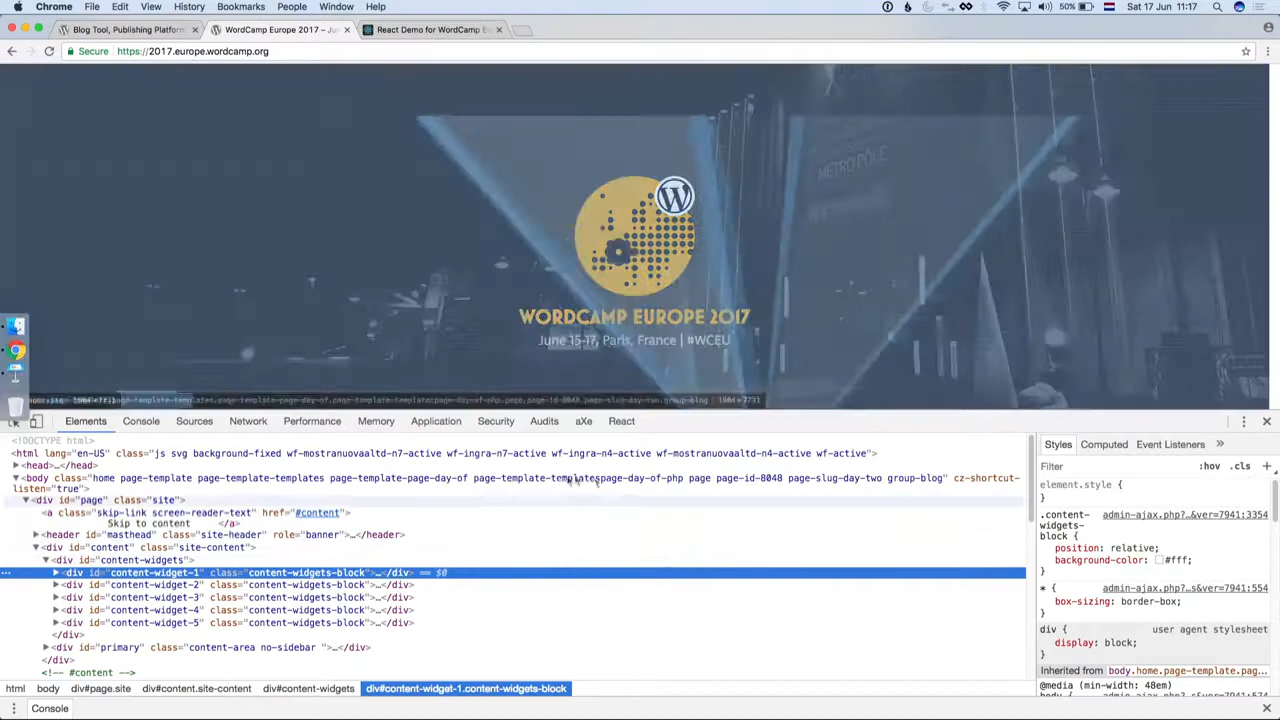 Chrome File Edit View History Bookmarks People Window Help 50% Sat 17 Jun 11:17
Blog Tool, Publishing Platform WordCamp Europe 2017 – Ju React Demo for WordCamp E
Secure https://2017.europe.wordcamp.org
METROPÔLE
W
WORDCAMP EUROPE 2017
June 15-17, Paris, France | #WCEU
Elements Console Sources Network Performance Memory Application Security Audits aXe React
<!DOCTYPE html>
<html lang="en-US" class="js svg background-fixed wf-mostranuovaaltd-n7-active wf-ingra-n7-active wf-ingra-n4-active wf-mostranuovaaltd-n4-active wf-active">
<head>…</head>
<body class="home page-template page-template-templates page-template-page-day-of page-template-templatespage-day-of-php page page-id-8048 page-slug-day-two group-blog" cz-shortcut-
listen="true">
<div id="page" class="site">
<a class="skip-link screen-reader-text" href="#content">
Skip to content </a>
<header id="masthead" class="site-header" role="banner">…</header>
<div id="content" class="site-content">
<div id="content-widgets">
… <div id="content-widget-1" class="content-widgets-block">…</div> == $0
<div id="content-widget-2" class="content-widgets-block">…</div>
<div id="content-widget-3" class="content-widgets-block">…</div>
<div id="content-widget-4" class="content-widgets-block">…</div>
<div id="content-widget-5" class="content-widgets-block">…</div>
</div>
<div id="primary" class="content-area no-sidebar ">…</div>
</div>
<!-- #content -->
html body div#page.site div#content.site-content div#content-widgets div#content-widget-1.content-widgets-block
Console
Styles Computed Event Listeners »
Filter :hov .cls +
element.style {
}
.content- admin-ajax.php?…&ver=7941:3354
widgets-
block {
position: relative;
background-color: #fff;
}
* { admin-ajax.php?…s&ver=7941:554
box-sizing: border-box;
}
div { user agent stylesheet
display: block;
}
Inherited from body.home.page-template.pag…
@media (min-width: 48em)